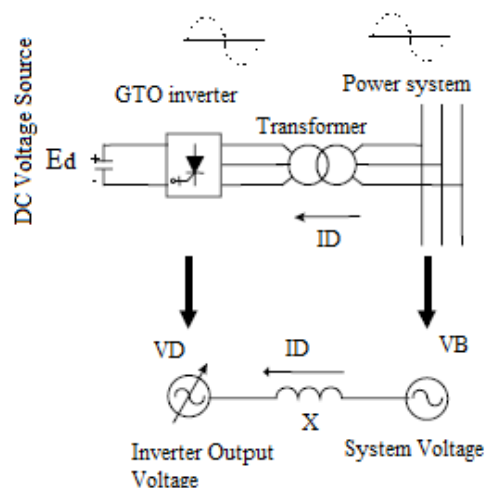 DC Voltage Source
GTO inverter
Power system
Transformer
Ed
+
-
ID
VD
ID
VB
X
Inverter Output
Voltage
System Voltage